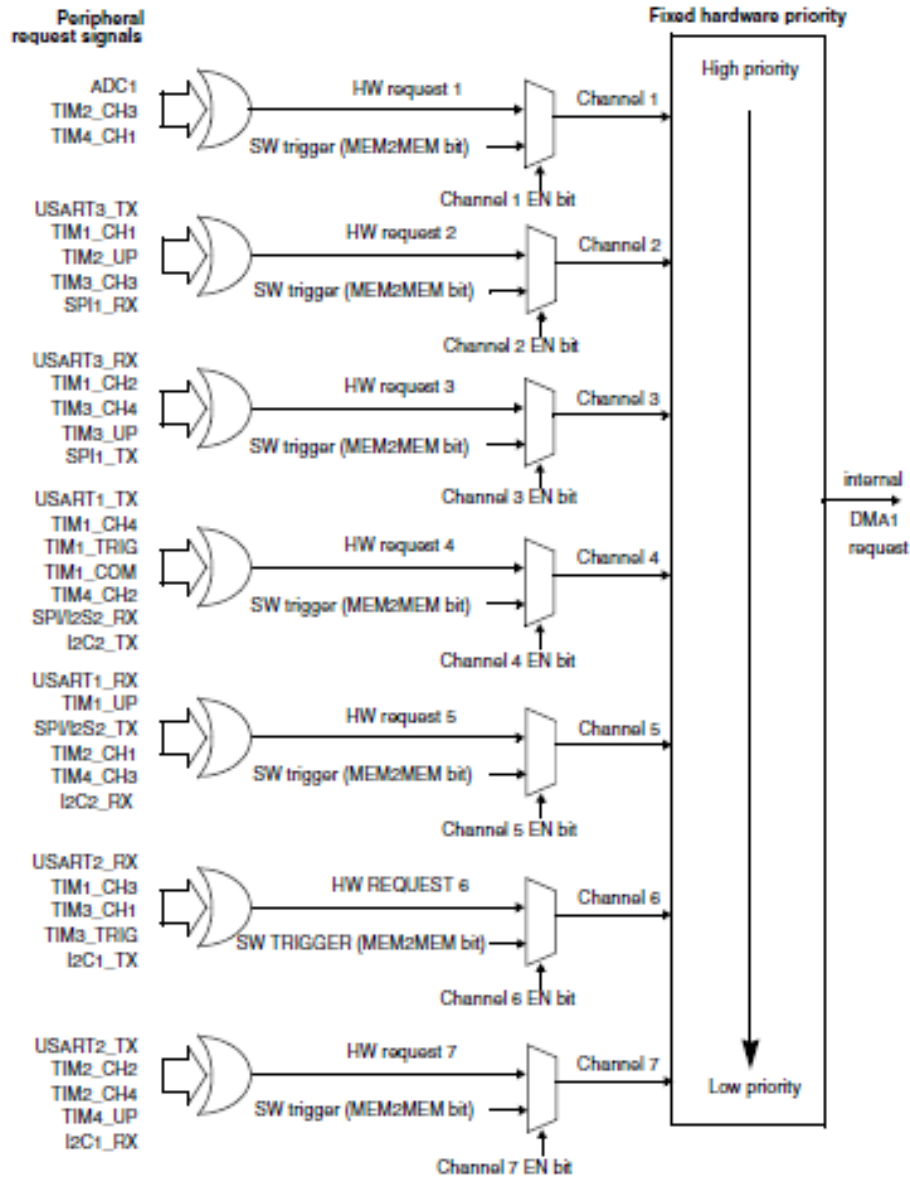 Peripheral
request signals
Fixed hardware priority
High priority
ADC1
TIM2_CH3
TIM4_CH1
HW request 1
SW trigger (MEM2MEM bit)
Channel 1
Channel 1 EN bit
USART3_TX
TIM1_CH1
TIM2_UP
TIM3_CH3
SPI1_RX
HW request 2
SW trigger (MEM2MEM bit)
Channel 2
Channel 2 EN bit
USART3_RX
TIM1_CH2
TIM3_CH4
TIM3_UP
SPI1_TX
HW request 3
SW trigger (MEM2MEM bit)
Channel 3
Channel 3 EN bit
internal
DMA1
request
USART1_TX
TIM1_CH4
TIM1_TRIG
TIM1_COM
TIM4_CH2
SPI/I2S2_RX
I2C2_TX
HW request 4
SW trigger (MEM2MEM bit)
Channel 4
Channel 4 EN bit
USART1_RX
TIM1_UP
SPI/I2S2_TX
TIM2_CH1
TIM4_CH3
I2C2_RX
HW request 5
SW trigger (MEM2MEM bit)
Channel 5
Channel 5 EN bit
USART2_RX
TIM1_CH3
TIM3_CH1
TIM3_TRIG
I2C1_TX
HW REQUEST 6
SW TRIGGER (MEM2MEM bit)
Channel 6
Channel 6 EN bit
USART2_TX
TIM2_CH2
TIM2_CH4
TIM4_UP
I2C1_RX
HW request 7
SW trigger (MEM2MEM bit)
Channel 7
Channel 7 EN bit
Low priority